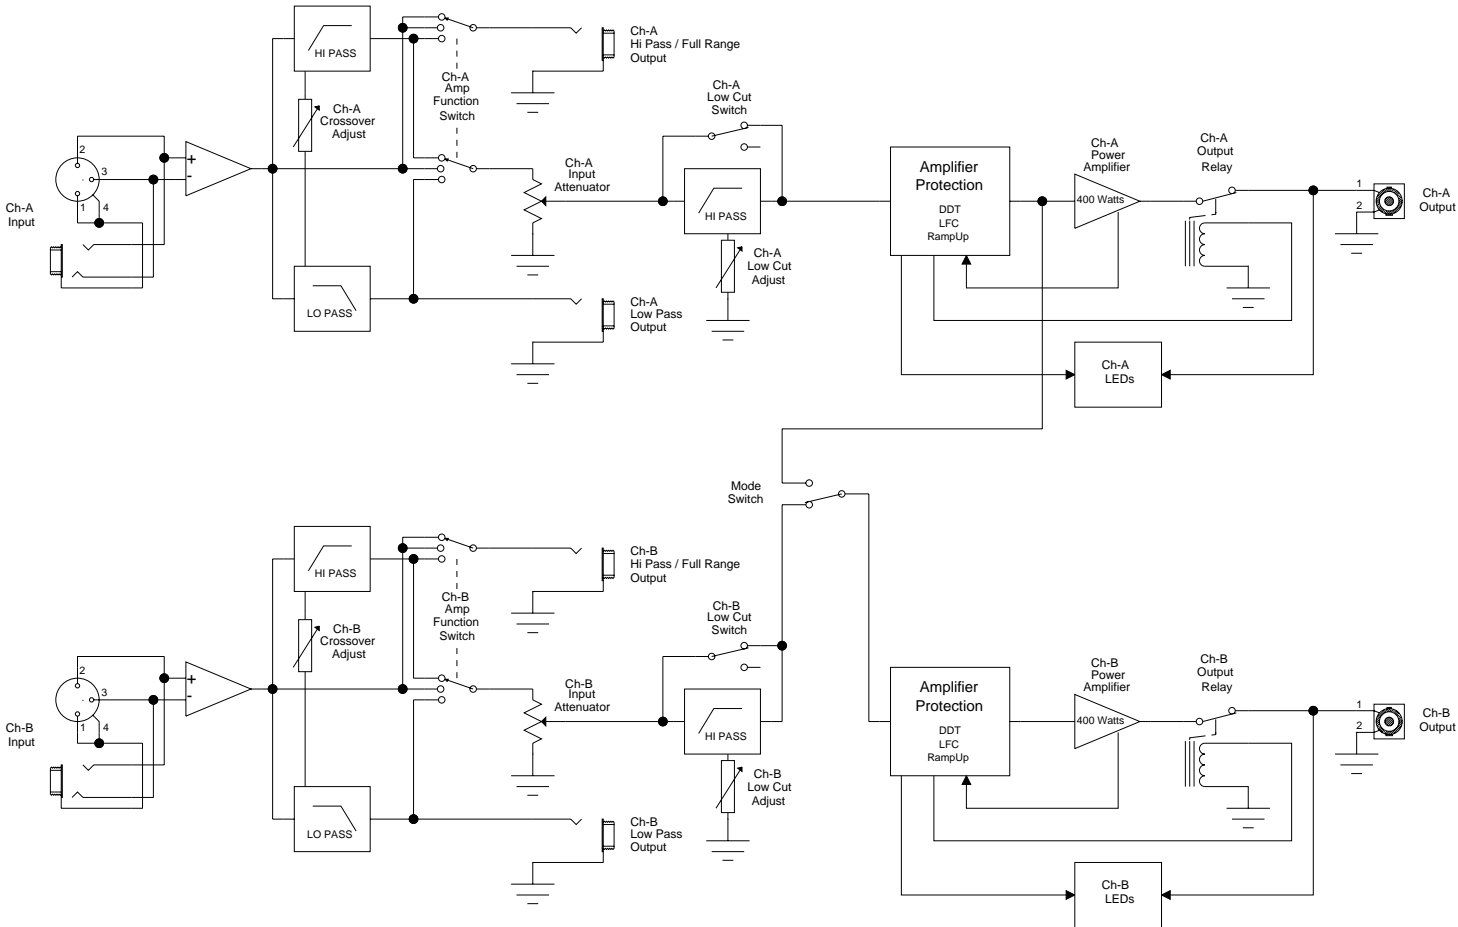 HI PASS
Ch-A
Hi Pass / Full Range
Output
Ch-A
Amp
Function
Switch
Ch-A
Crossover
Adjust
Ch-A
Low Cut
Switch
2
3
1
4
+
-
Ch-A
Input
Ch-A
Input
Attenuator
HI PASS
Ch-A
Low Cut
Adjust
Amplifier
Protection
DDT
LFC
RampUp
Ch-A
Power
Amplifier
400 Watts
Ch-A
Output
Relay
1
2
Ch-A
Output
LO PASS
Ch-A
Low Pass
Output
Ch-A
LEDs
Mode
Switch
HI PASS
Ch-B
Hi Pass / Full Range
Output
Ch-B
Amp
Function
Switch
Ch-B
Crossover
Adjust
Ch-B
Low Cut
Switch
2
3
1
4
+
-
Ch-B
Input
Ch-B
Input
Attenuator
HI PASS
Ch-B
Low Cut
Adjust
Amplifier
Protection
DDT
LFC
RampUp
Ch-B
Power
Amplifier
400 Watts
Ch-B
Output
Relay
1
2
Ch-B
Output
LO PASS
Ch-B
Low Pass
Output
Ch-B
LEDs